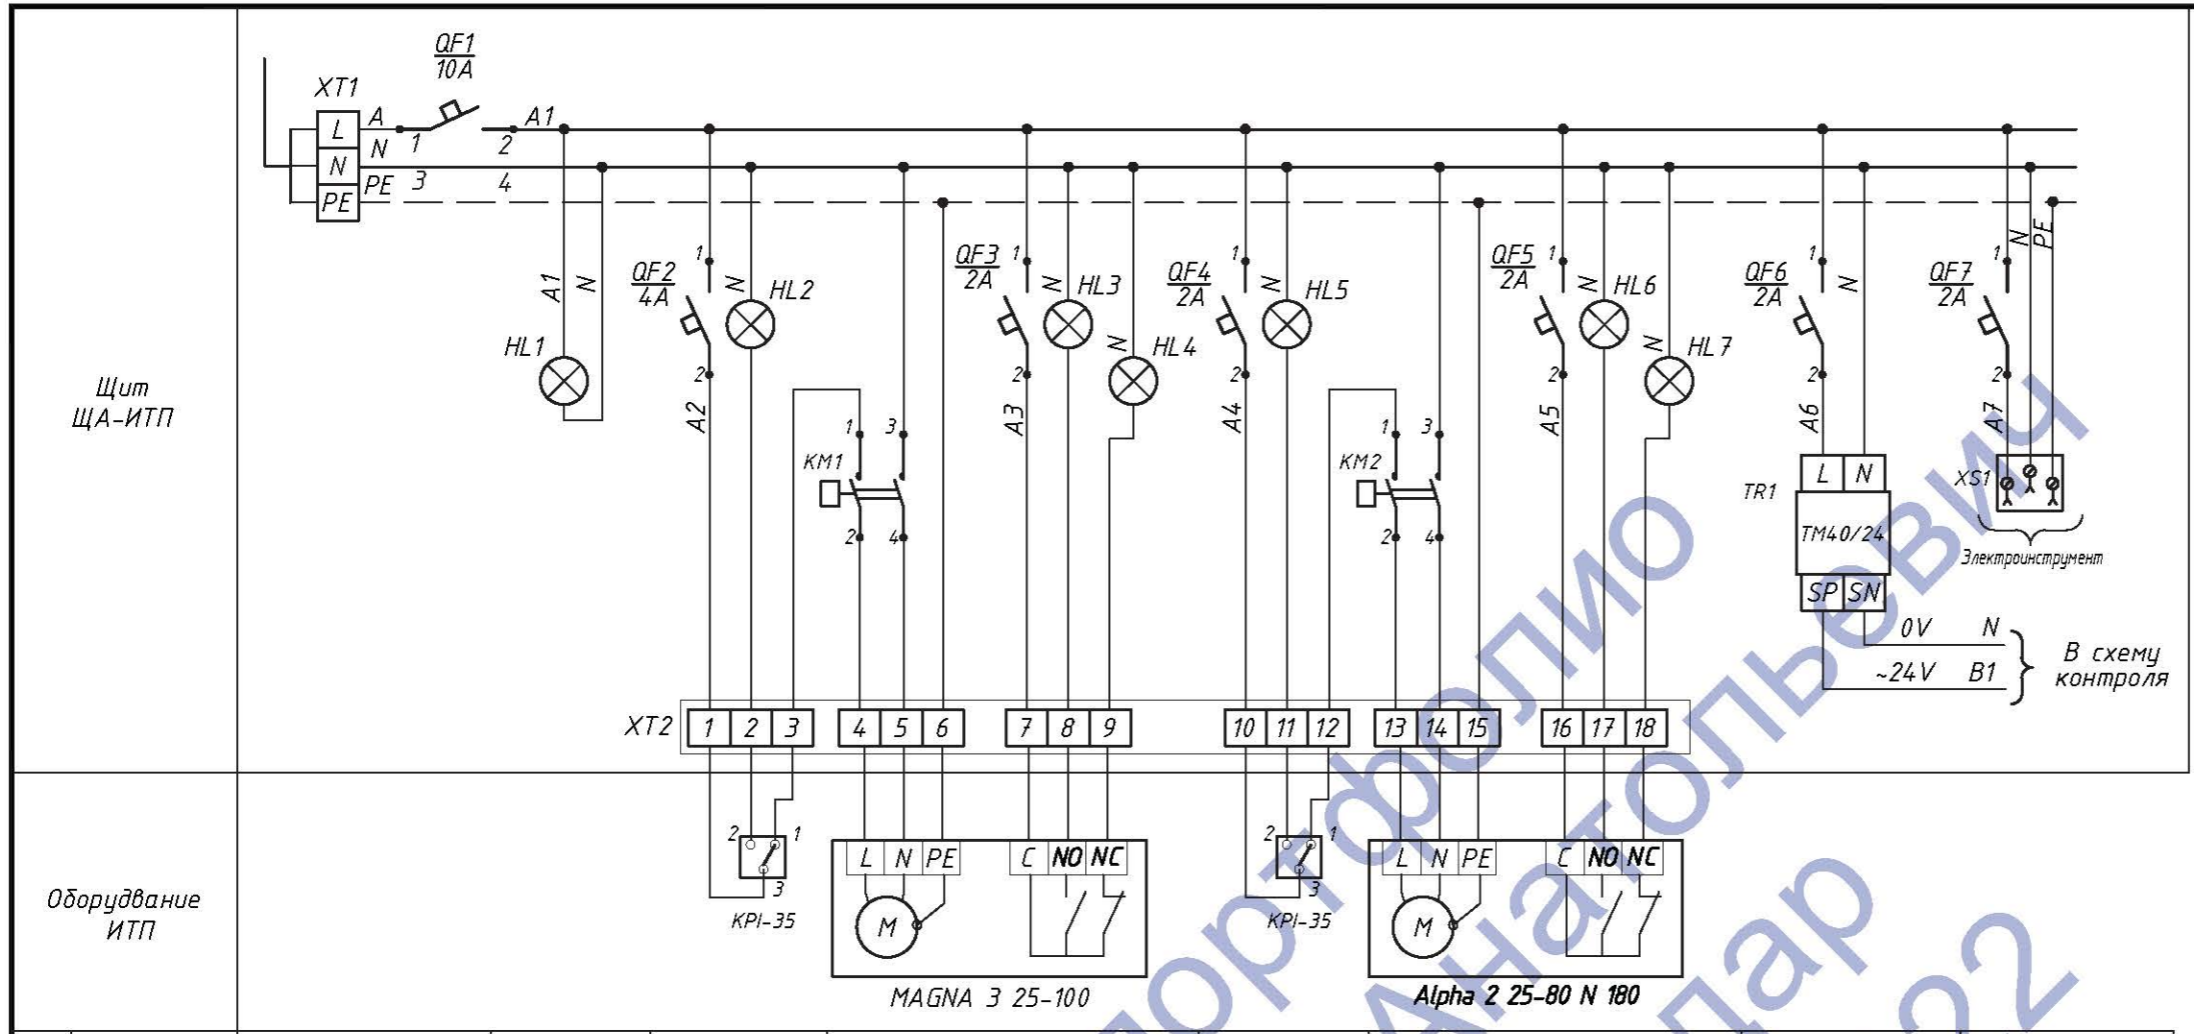 QF1
10A
XT1
L A 1 2 A1
N N 3 4
PE PE
Щит
ЩА-ИТП
A1 N
HL1
QF2
4A
1
2
A2
N HL2
KM1
1 3
2 4
QF3
2A
1
2
A3
N HL3
N HL4
QF4
2A
1
2
A4
N HL5
KM2
1 3
2 4
QF5
2A
1
2
A5
N HL6
N HL7
QF6
2A
1
2
A6
N
TR1
L N
TM40/24
SP SN
0V N
~24V B1
В схему
контроля
QF7
2A
1
2
A7
N PE
XS1
Электроинструмент
XT2 1 2 3 4 5 6 7 8 9 10 11 12 13 14 15 16 17 18
Оборудвание
ИТП
2 1
3
KPI-35
L N PE C NO NC
M
MAGNA 3 25-100
2 1
3
KPI-35
L N PE C NO NC
M
Alpha 2 25-80 N 180
портфолио
Анатольевич
22